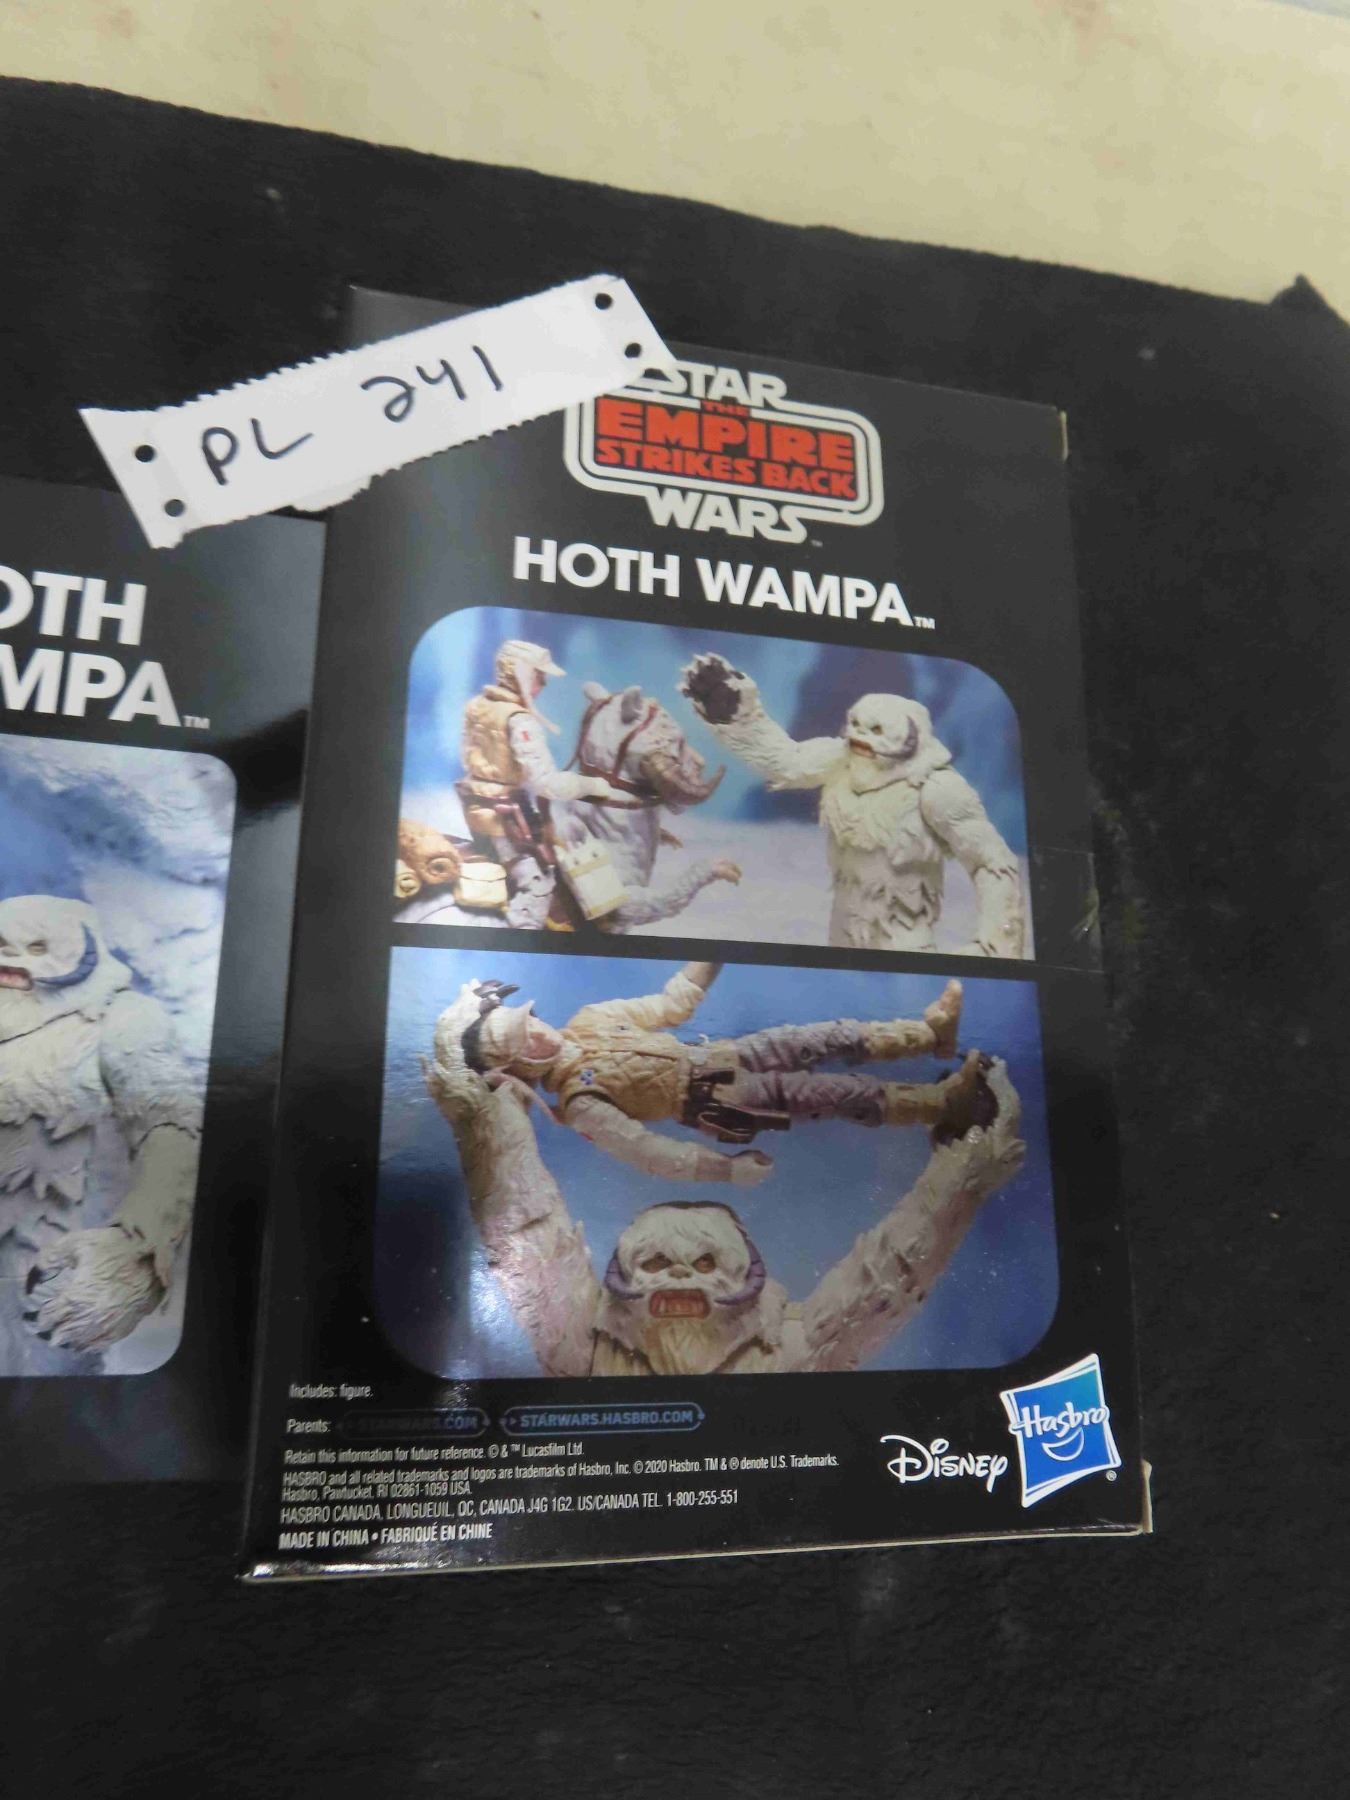 PL 241
STAR
THE
EMPIRE
STRIKES BACK
WARS™
HOTH WAMPA™
OTH
MPA™
Includes: figure.
Parents: STARWARS.COM STARWARS.HASBRO.COM
Retain this information for future reference. © & ™ Lucasfilm Ltd.
HASBRO and all related trademarks and logos are trademarks of Hasbro, Inc. © 2020 Hasbro. TM & ® denote U.S. Trademarks.
Hasbro, Pawtucket, RI 02861-1059 USA.
HASBRO CANADA, LONGUEUIL, QC, CANADA J4G 1G2. US/CANADA TEL. 1-800-255-551
MADE IN CHINA • FABRIQUÉ EN CHINE
Disney
Hasbro®